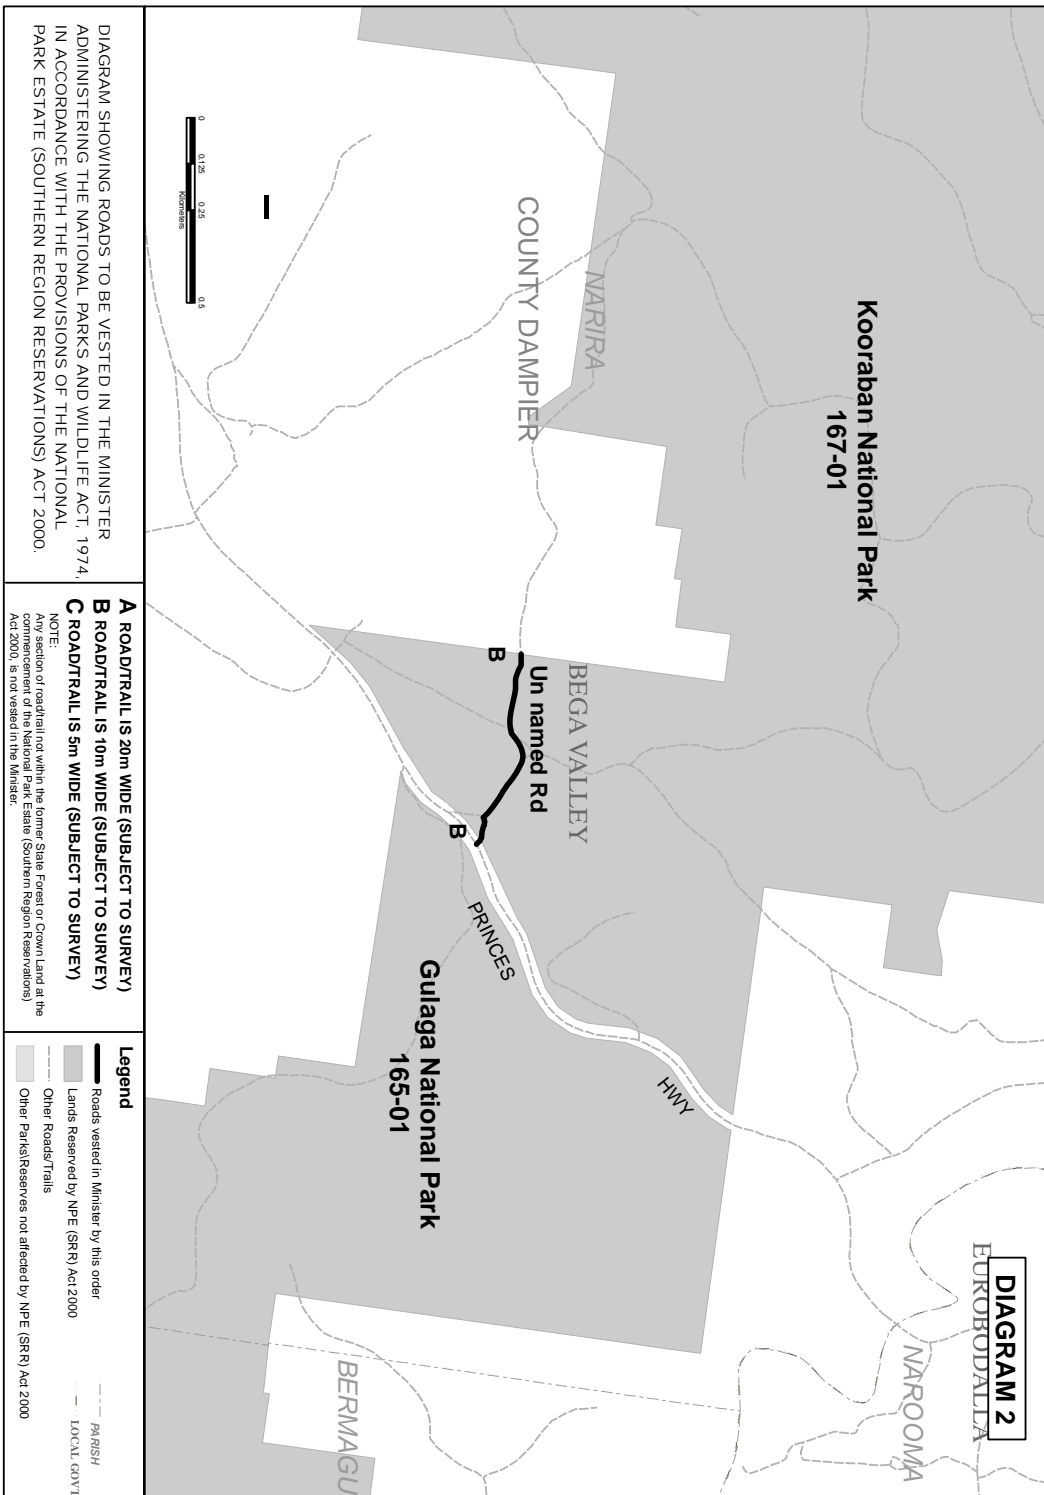 DIAGRAM 2
EUROBODALLA
NAROOMA
Kooraban National Park
167-01
NARIRA
COUNTY DAMPIER
BEGA VALLEY
Un named Rd
B
B
PRINCES
HWY
Gulaga National Park
165-01
BERMAGU
0 0.125 0.25 0.5
Kilometers
DIAGRAM SHOWING ROADS TO BE VESTED IN THE MINISTER
ADMINISTERING THE NATIONAL PARKS AND WILDLIFE ACT, 1974,
IN ACCORDANCE WITH THE PROVISIONS OF THE NATIONAL
PARK ESTATE (SOUTHERN REGION RESERVATIONS) ACT 2000.
A ROAD/TRAIL IS 20m WIDE (SUBJECT TO SURVEY)
B ROAD/TRAIL IS 10m WIDE (SUBJECT TO SURVEY)
C ROAD/TRAIL IS 5m WIDE (SUBJECT TO SURVEY)
NOTE:
Any section of road/trail not within the former State Forest or Crown Land at the
commencement of the National Park Estate (Southern Region Reservations)
Act 2000, is not vested in the Minister.
Legend
Roads vested in Minister by this order
Lands Reserved by NPE (SRR) Act 2000
Other Roads/Trails
Other Parks\Reserves not affected by NPE (SRR) Act 2000
PARISH
LOCAL GOVT